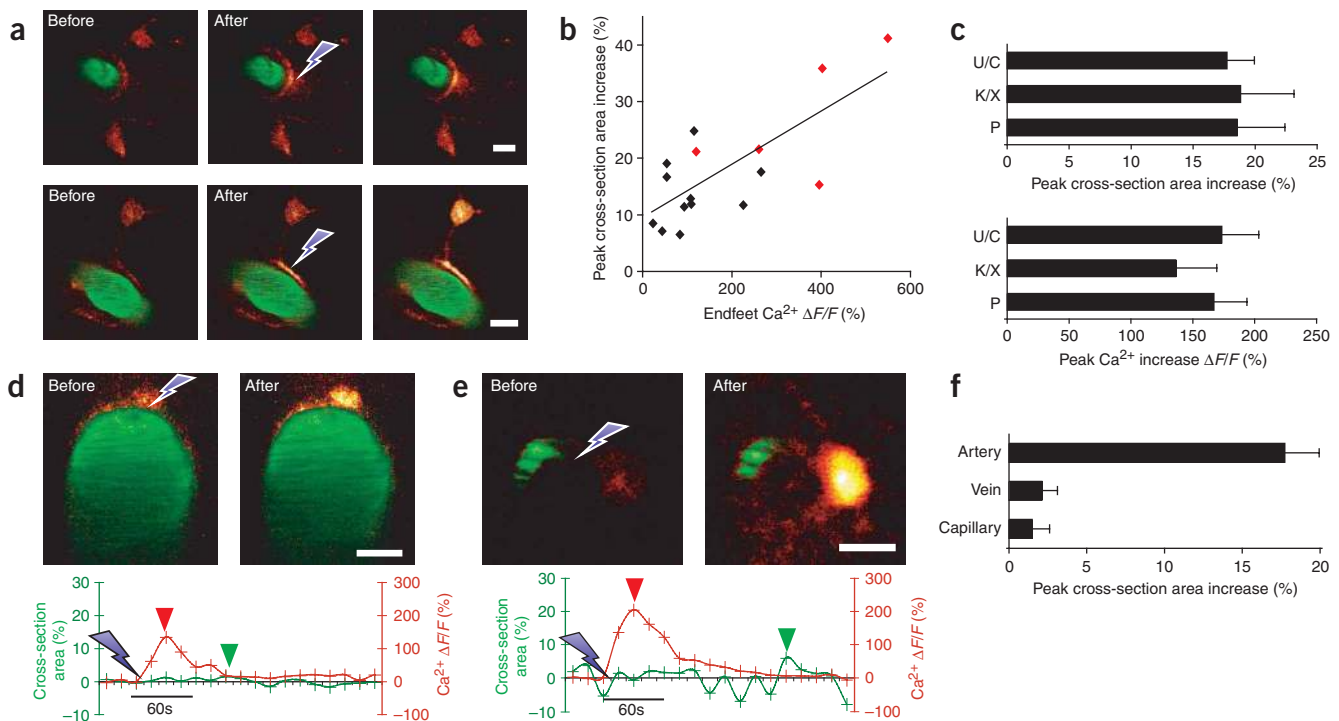 a
Before
After
Before
After
b
Peak cross-section area increase (%)
40
30
20
10
0
0
200
400
600
Endfeet Ca²⁺ ΔF/F (%)
c
U/C
K/X
P
0
5
10
15
20
25
Peak cross-section area increase (%)
U/C
K/X
P
0
50
100
150
200
250
Peak Ca²⁺ increase ΔF/F (%)
d
Before
After
Cross-section
area (%)
30
20
10
0
−10
60s
300
200
100
0
−100
Ca²⁺ ΔF/F (%)
e
Before
After
Cross-section
area (%)
30
20
10
0
−10
60s
300
200
100
0
−100
Ca²⁺ ΔF/F (%)
f
Artery
Vein
Capillary
0
5
10
15
20
Peak cross-section area increase (%)